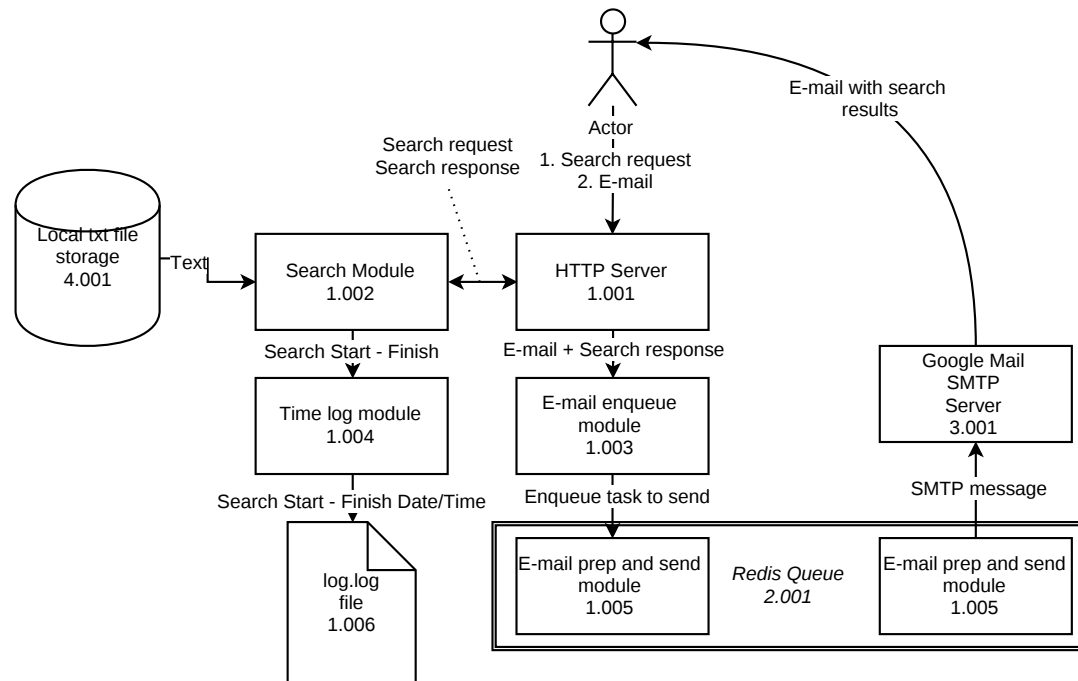 E-mail with search
results
Actor
Search request
Search response
1. Search request
2. E-mail
Local txt file
storage
4.001
Text
Search Module
1.002
HTTP Server
1.001
Search Start - Finish
E-mail + Search response
Google Mail
SMTP
Server
3.001
Time log module
1.004
E-mail enqueue
module
1.003
Search Start - Finish Date/Time
Enqueue task to send
SMTP message
log.log
file
1.006
E-mail prep and send
module
1.005
Redis Queue
2.001
E-mail prep and send
module
1.005